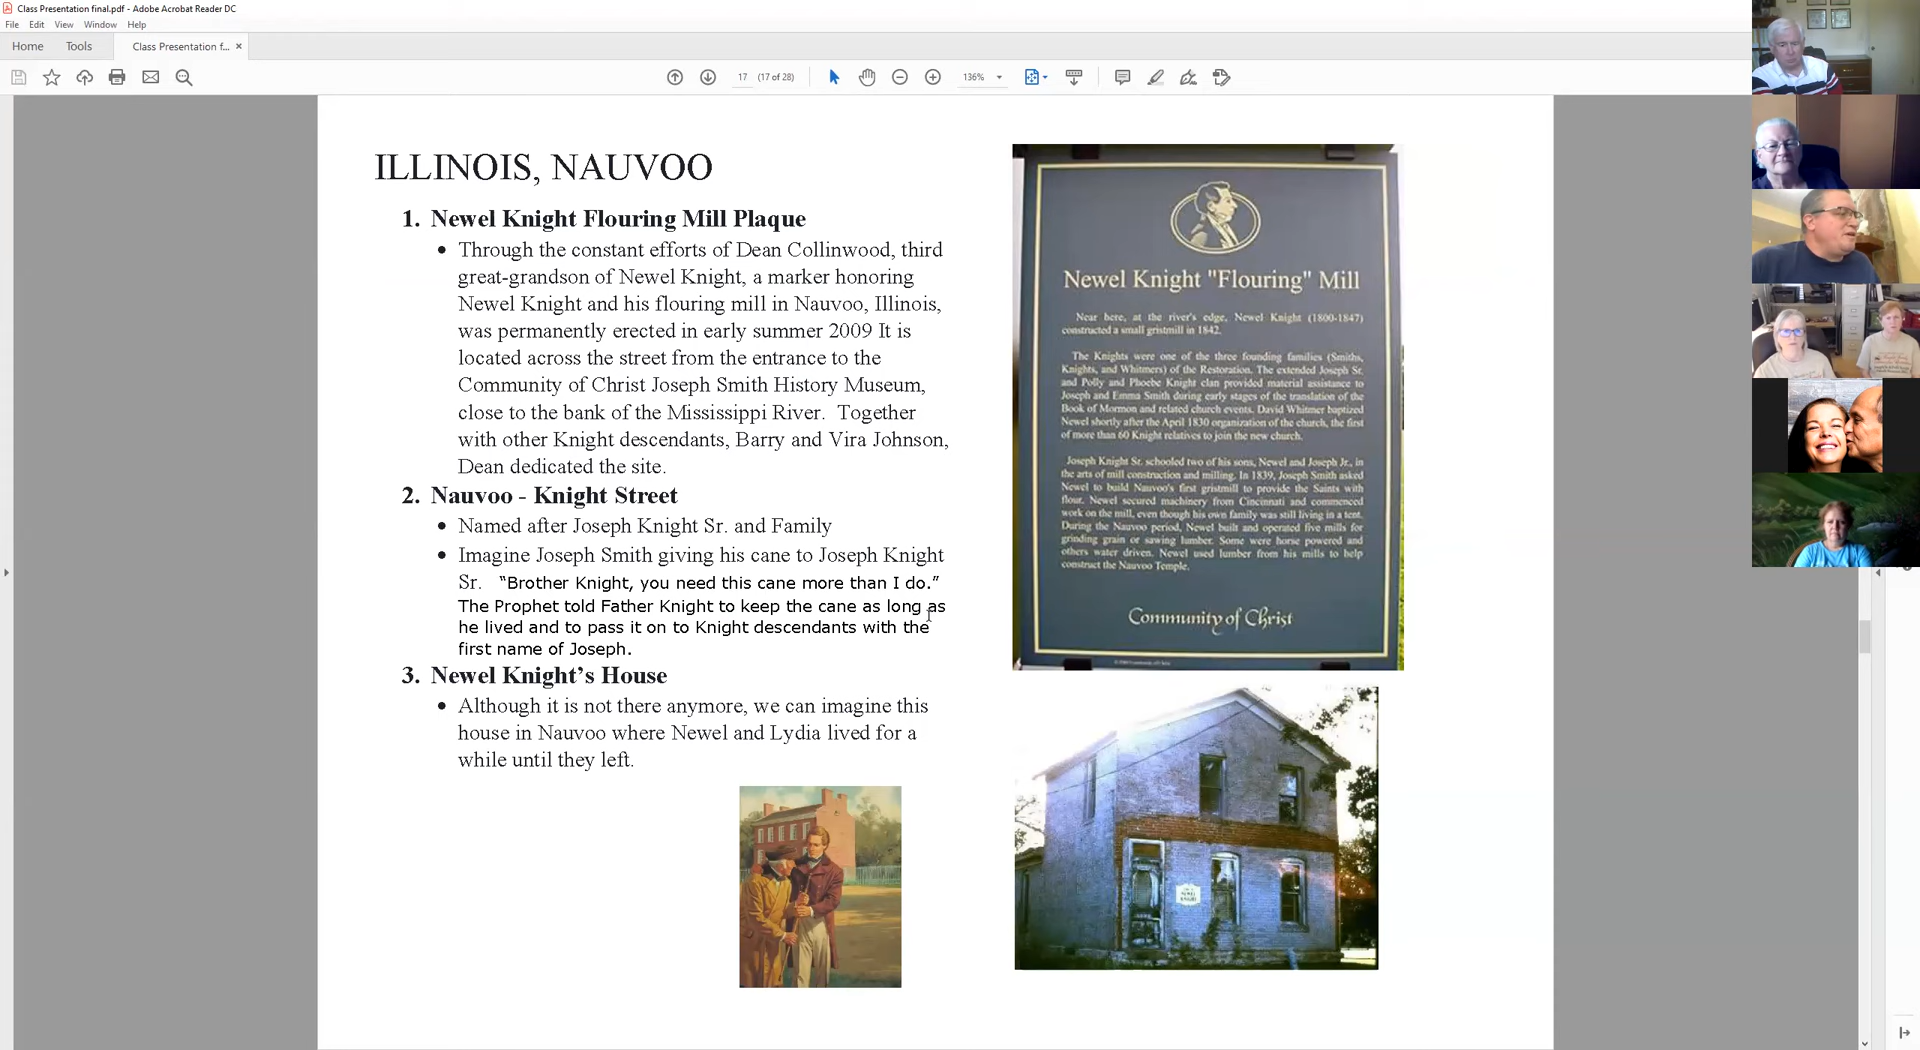 Class Presentation final.pdf - Adobe Acrobat Reader DC
File Edit View Window Help
Home Tools Class Presentation f... ×
17 (17 of 28) 136%
ILLINOIS, NAUVOO
1. Newel Knight Flouring Mill Plaque
• Through the constant efforts of Dean Collinwood, third
great-grandson of Newel Knight, a marker honoring
Newel Knight and his flouring mill in Nauvoo, Illinois,
was permanently erected in early summer 2009 It is
located across the street from the entrance to the
Community of Christ Joseph Smith History Museum,
close to the bank of the Mississippi River.  Together
with other Knight descendants, Barry and Vira Johnson,
Dean dedicated the site.
2. Nauvoo - Knight Street
• Named after Joseph Knight Sr. and Family
• Imagine Joseph Smith giving his cane to Joseph Knight
Sr.  “Brother Knight, you need this cane more than I do.”
The Prophet told Father Knight to keep the cane as long as
he lived and to pass it on to Knight descendants with the
first name of Joseph.
3. Newel Knight’s House
• Although it is not there anymore, we can imagine this
house in Nauvoo where Newel and Lydia lived for a
while until they left.
Newel Knight "Flouring" Mill
Near here, at the river's edge, Newel Knight (1800-1847)
constructed a small gristmill in 1842.
The Knights were one of the three founding families (Smiths,
Knights, and Whitmers) of the Restoration. The extended Joseph Sr.
and Polly and Phoebe Knight clan provided material assistance to
Joseph and Emma Smith during early stages of the translation of the
Book of Mormon and related church events. David Whitmer baptized
Newel shortly after the April 1830 organization of the church, the first
of more than 60 Knight relatives to join the new church.
Joseph Knight Sr. schooled two of his sons, Newel and Joseph Jr., in
the arts of mill construction and milling. In 1839, Joseph Smith asked
Newel to build Nauvoo's first gristmill to provide the Saints with
flour. Newel secured machinery from Cincinnati and commenced
work on the mill, even though his own family was still living in a tent.
During the Nauvoo period, Newel built and operated five mills for
grinding grain or sawing lumber. Some were horse powered and
others water driven. Newel used lumber from his mills to help
construct the Nauvoo Temple.
Community of Christ
NEWEL
KNIGHT